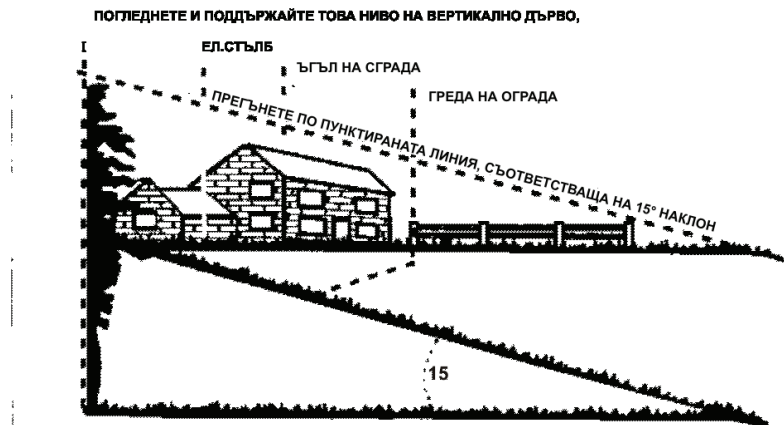 ПОГЛЕДНЕТЕ И ПОДДЪРЖАЙТЕ ТОВА НИВО НА ВЕРТИКАЛНО ДЪРВО,
ЕЛ.СТЪЛБ
ЪГЪЛ НА СГРАДА
ГРЕДА НА ОГРАДА
ПРЕГЪНЕТЕ ПО ПУНКТИРАНАТА ЛИНИЯ, СЪОТВЕТСТВАЩА НА 15° НАКЛОН
15